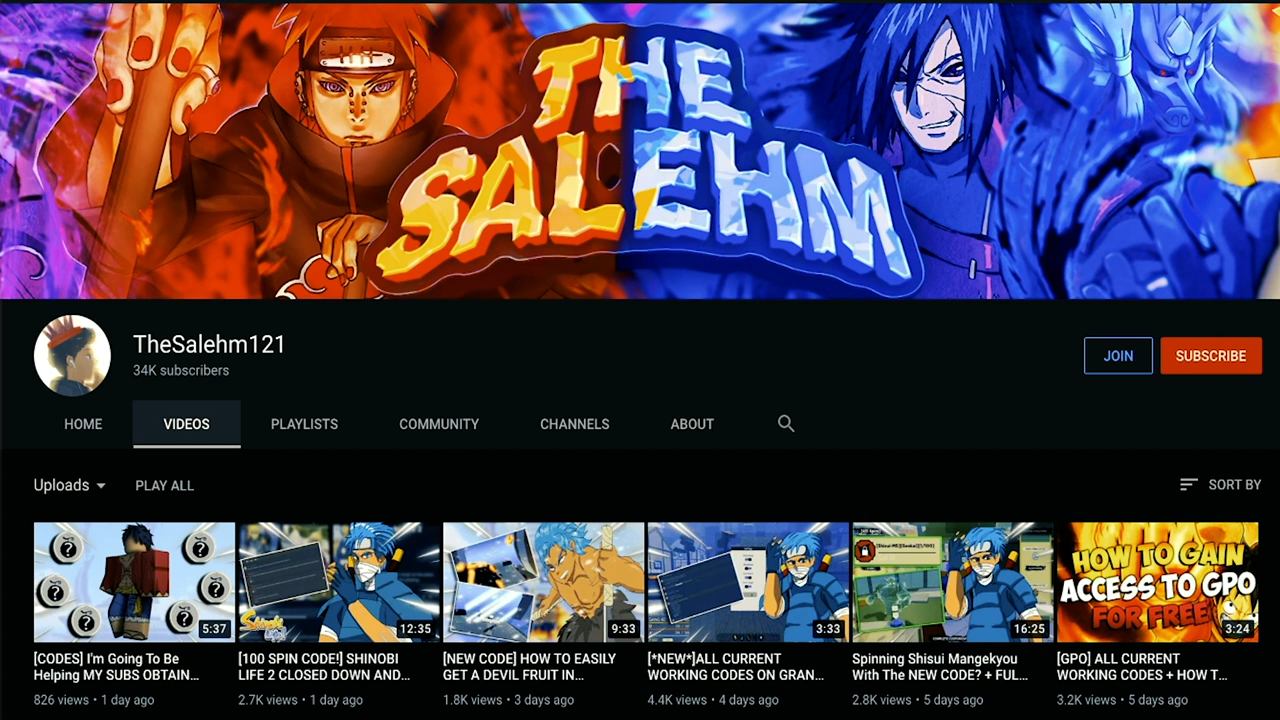 THE
SALEHM
TheSalehm121
34K subscribers
JOIN
SUBSCRIBE
HOME
VIDEOS
PLAYLISTS
COMMUNITY
CHANNELS
ABOUT
Uploads
PLAY ALL
SORT BY
5:37
12:35
9:33
3:33
16:25
HOW TO GAIN
ACCESS TO GPO
FOR FREE
3:24
[CODES] I'm Going To Be
Helping MY SUBS OBTAIN...
826 views • 1 day ago
[100 SPIN CODE!] SHINOBI
LIFE 2 CLOSED DOWN AND...
2.7K views • 1 day ago
[NEW CODE] HOW TO EASILY
GET A DEVIL FRUIT IN...
1.8K views • 3 days ago
[*NEW*]ALL CURRENT
WORKING CODES ON GRAN...
4.4K views • 4 days ago
Spinning Shisui Mangekyou
With The NEW CODE? + FUL...
2.8K views • 5 days ago
[GPO] ALL CURRENT
WORKING CODES + HOW T...
3.2K views • 5 days ago